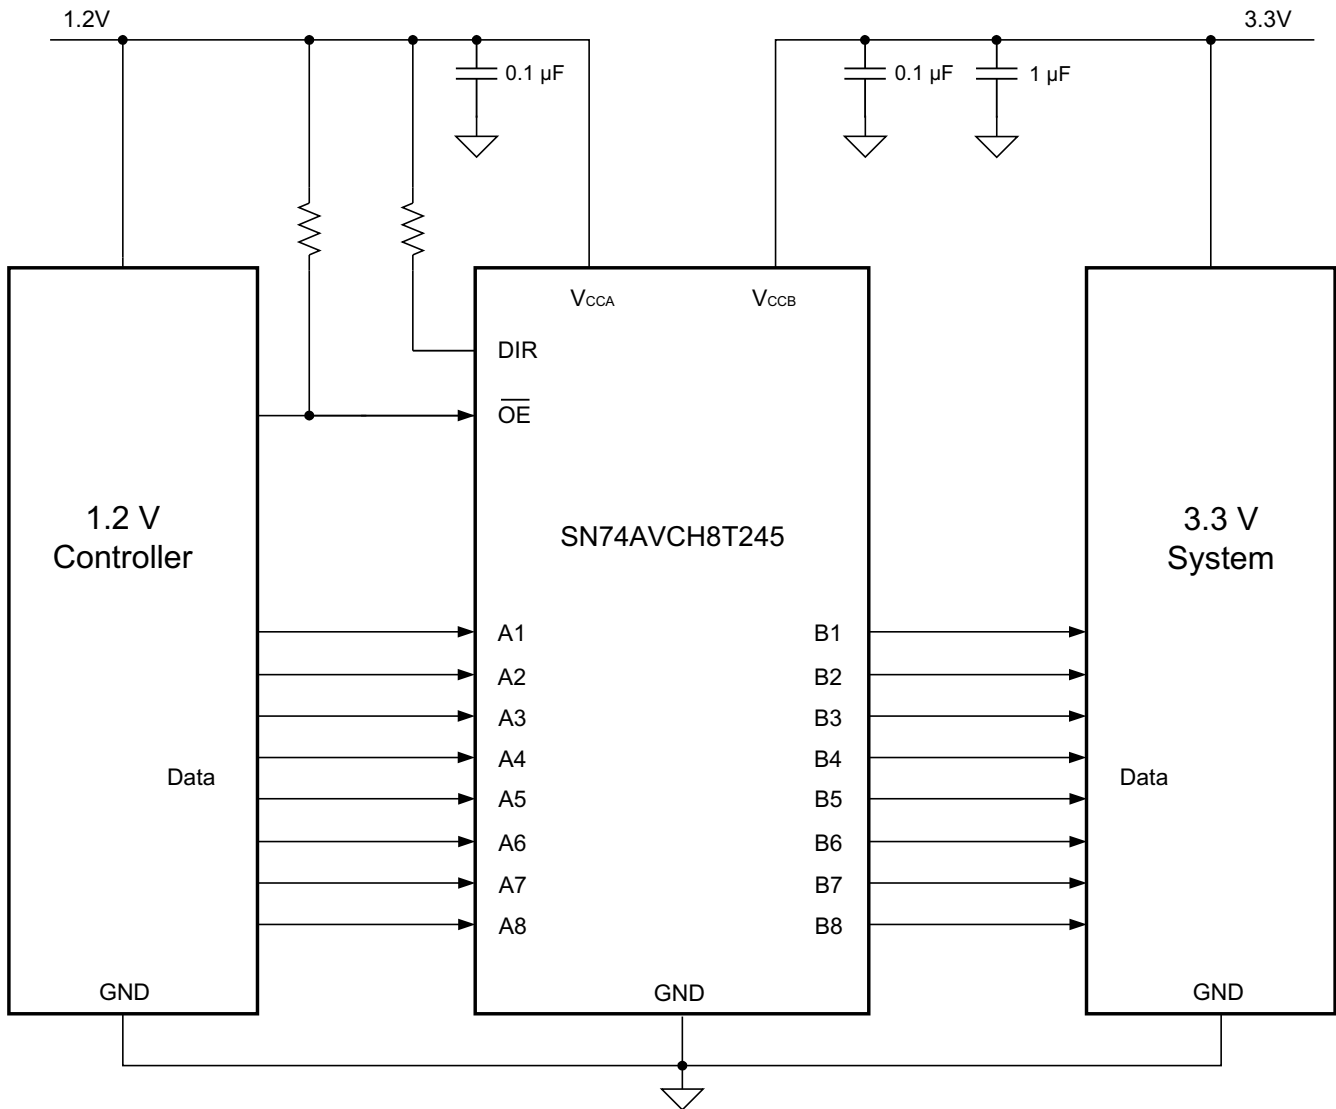 1.2V
3.3V
0.1 µF
0.1 µF
1 µF
VCCA
VCCB
DIR
OE
1.2 V
Controller
SN74AVCH8T245
3.3 V
System
A1
B1
A2
B2
A3
B3
A4
B4
Data
Data
A5
B5
A6
B6
A7
B7
A8
B8
GND
GND
GND